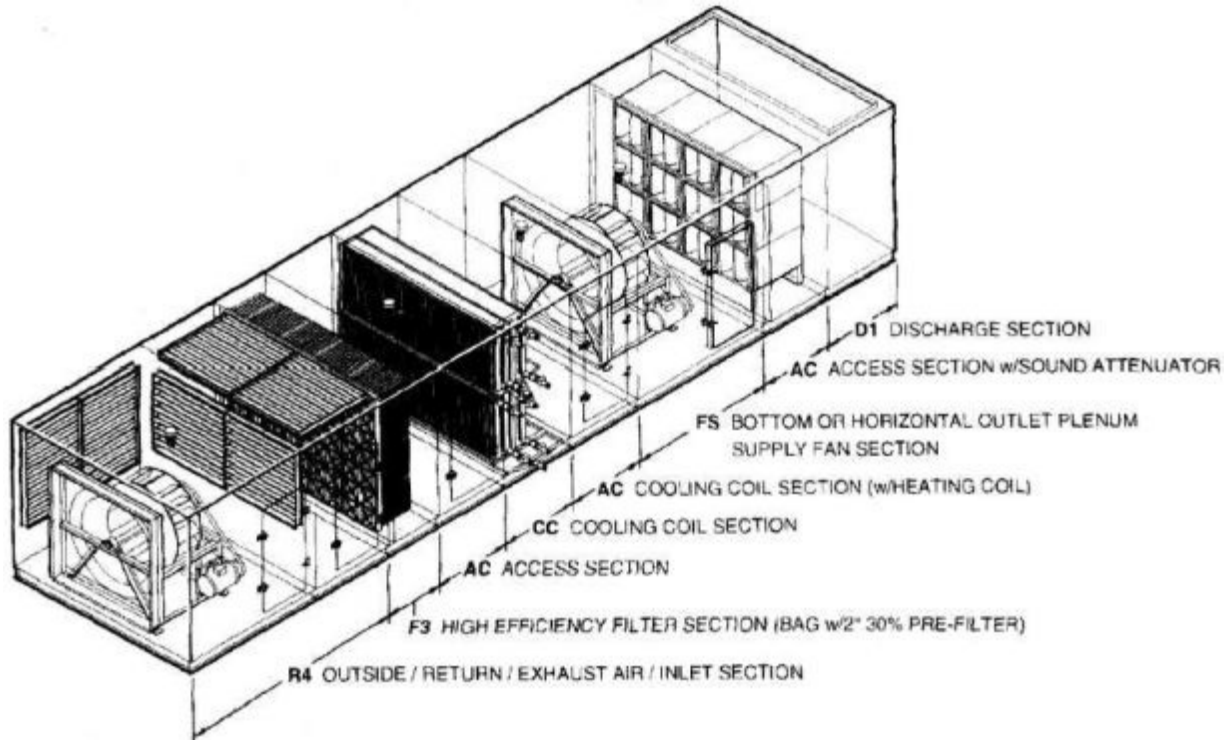 D1 DISCHARGE SECTION
AC ACCESS SECTION w/SOUND ATTENUATOR
FS BOTTOM OR HORIZONTAL OUTLET PLENUM
SUPPLY FAN SECTION
AC COOLING COIL SECTION (w/HEATING COIL)
CC COOLING COIL SECTION
AC ACCESS SECTION
F3 HIGH EFFICIENCY FILTER SECTION (BAG w/2" 30% PRE-FILTER)
R4 OUTSIDE / RETURN / EXHAUST AIR / INLET SECTION